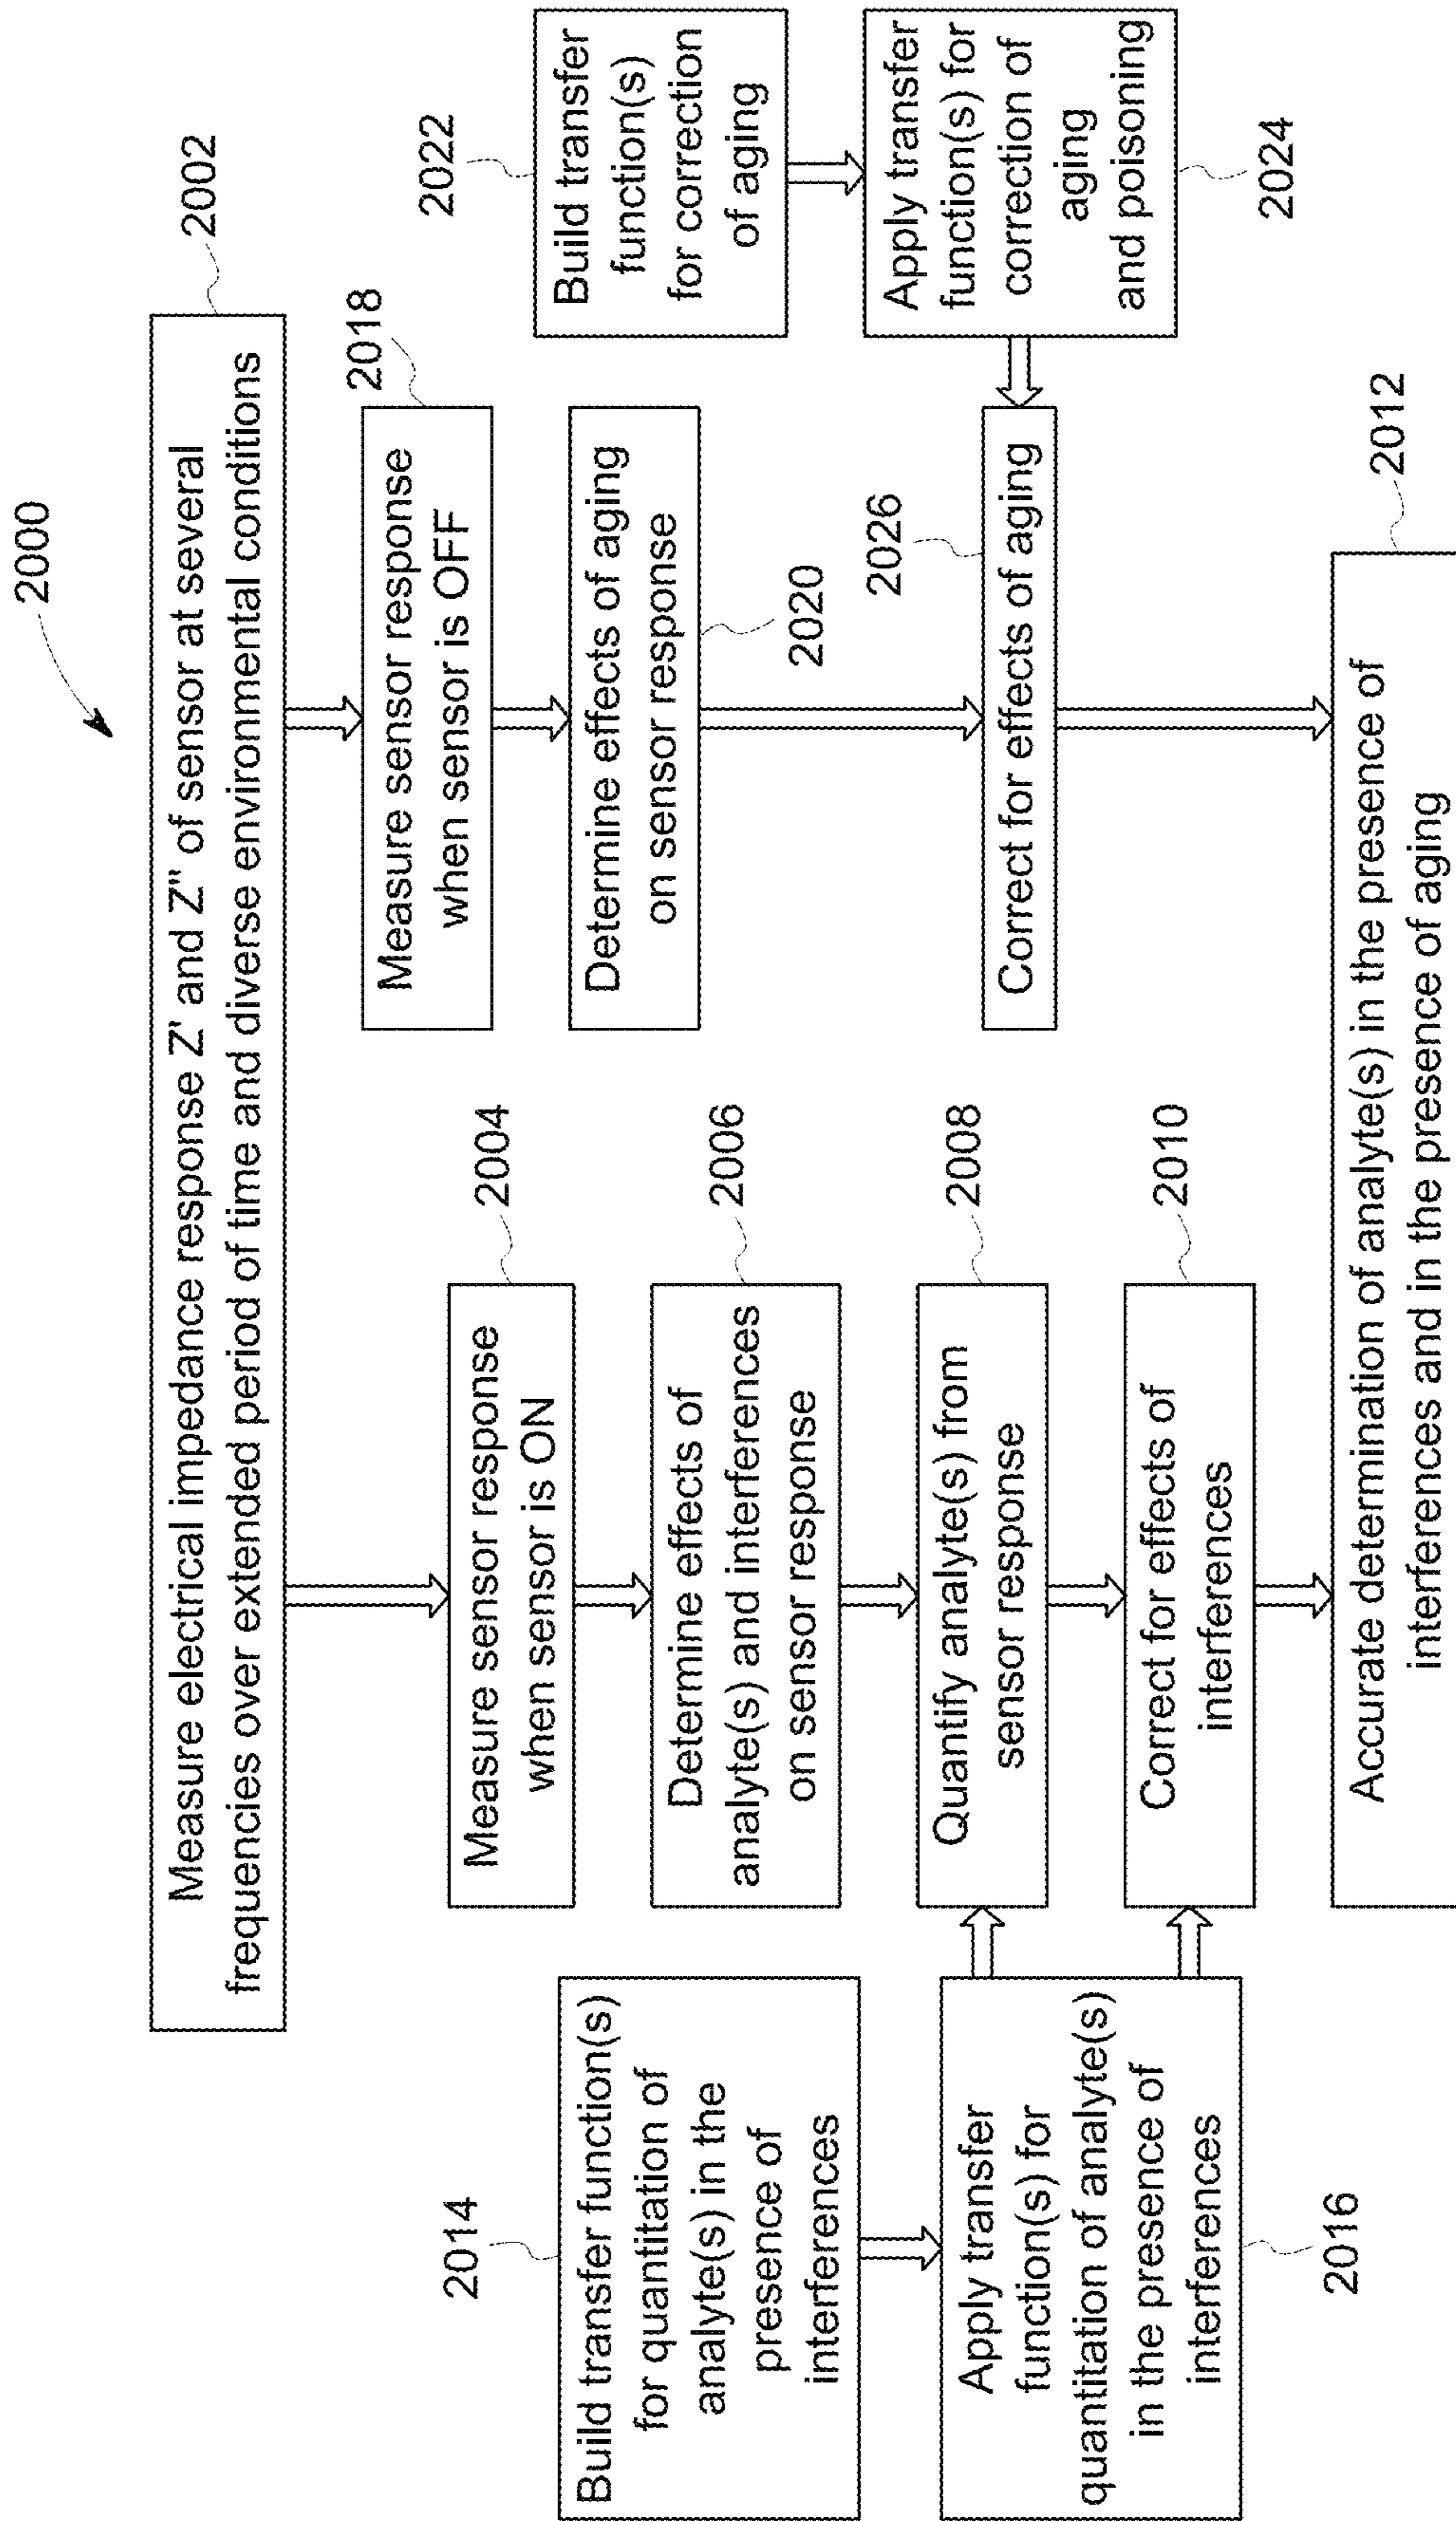 2000
Measure electrical impedance response Z' and Z" of sensor at several
frequencies over extended period of time and diverse environmental conditions
2002
Measure sensor response
when sensor is ON
2004
Determine effects of
analyte(s) and interferences
on sensor response
2006
Quantify analyte(s) from
sensor response
2008
Correct for effects of
interferences
2010
2014
Build transfer function(s)
for quantitation of
analyte(s) in the
presence of
interferences
Apply transfer
function(s) for
quantitation of analyte(s)
in the presence of
interferences
2016
Measure sensor response
when sensor is OFF
2018
Determine effects of aging
on sensor response
2020
2022
Build transfer
function(s)
for correction
of aging
Apply transfer
function(s) for
correction of
aging
and poisoning
2024
2026
Correct for effects of aging
Accurate determination of analyte(s) in the presence of
interferences and in the presence of aging
2012